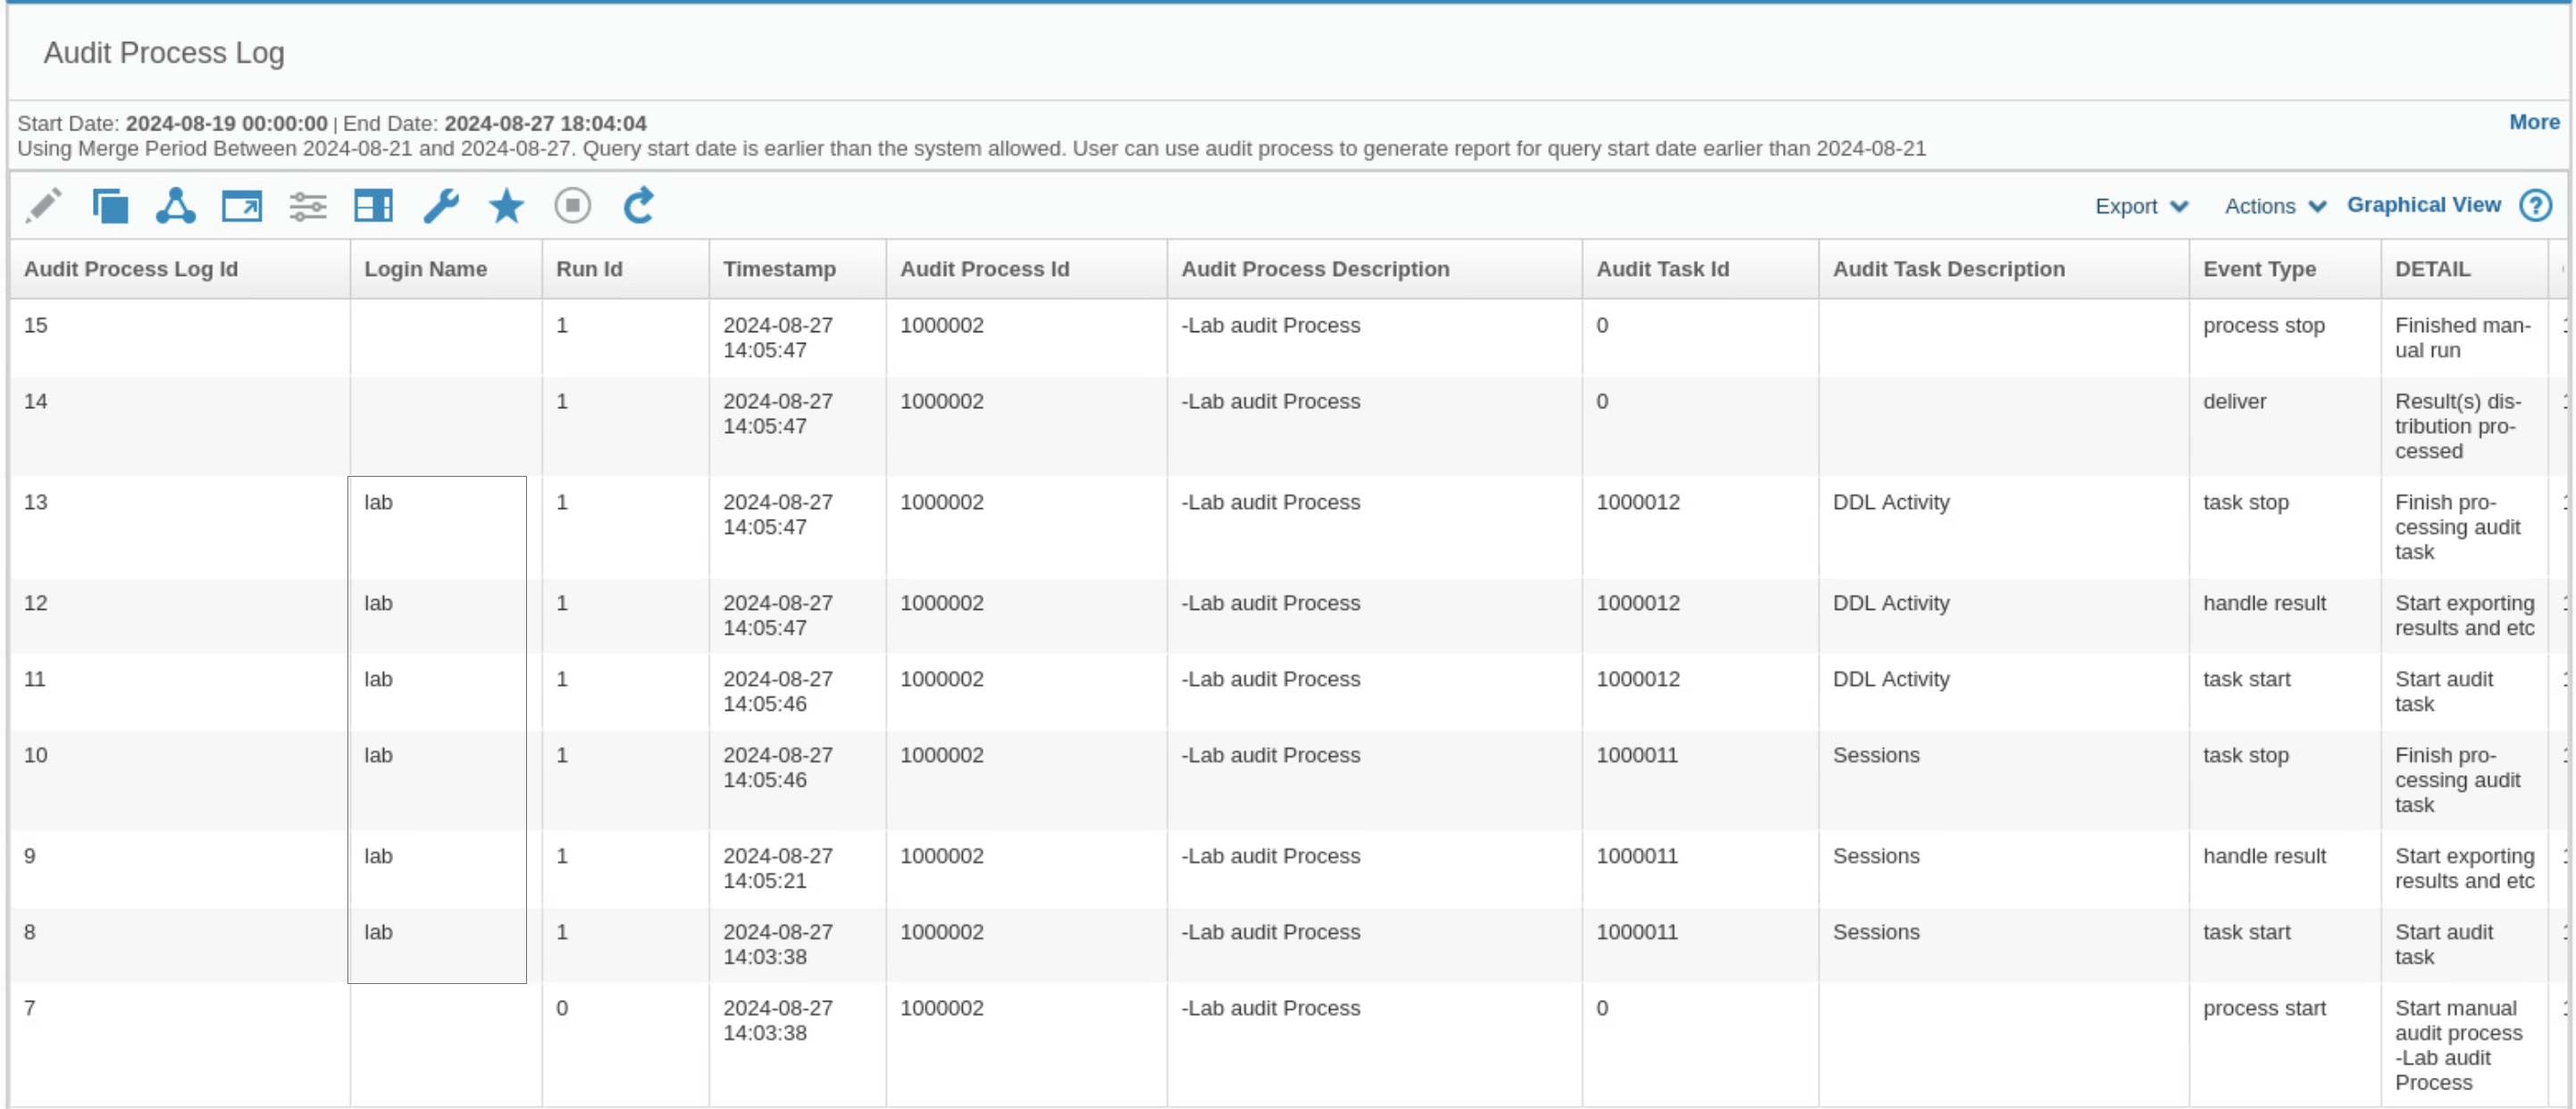 Audit Process Log
Start Date: 2024-08-19 00:00:00 | End Date: 2024-08-27 18:04:04
More
Using Merge Period Between 2024-08-21 and 2024-08-27. Query start date is earlier than the system allowed. User can use audit process to generate report for query start date earlier than 2024-08-21
Export Actions Graphical View ?
Audit Process Log Id Login Name Run Id Timestamp Audit Process Id Audit Process Description Audit Task Id Audit Task Description Event Type DETAIL
15 1 2024-08-27 1000002 -Lab audit Process 0 process stop Finished man-
14:05:47 ual run
14 1 2024-08-27 1000002 -Lab audit Process 0 deliver Result(s) dis-
14:05:47 tribution pro-
cessed
13 lab 1 2024-08-27 1000002 -Lab audit Process 1000012 DDL Activity task stop Finish pro-
14:05:47 cessing audit
task
12 lab 1 2024-08-27 1000002 -Lab audit Process 1000012 DDL Activity handle result Start exporting
14:05:47 results and etc
11 lab 1 2024-08-27 1000002 -Lab audit Process 1000012 DDL Activity task start Start audit
14:05:46 task
10 lab 1 2024-08-27 1000002 -Lab audit Process 1000011 Sessions task stop Finish pro-
14:05:46 cessing audit
task
9 lab 1 2024-08-27 1000002 -Lab audit Process 1000011 Sessions handle result Start exporting
14:05:21 results and etc
8 lab 1 2024-08-27 1000002 -Lab audit Process 1000011 Sessions task start Start audit
14:03:38 task
7 0 2024-08-27 1000002 -Lab audit Process 0 process start Start manual
14:03:38 audit process
-Lab audit
Process